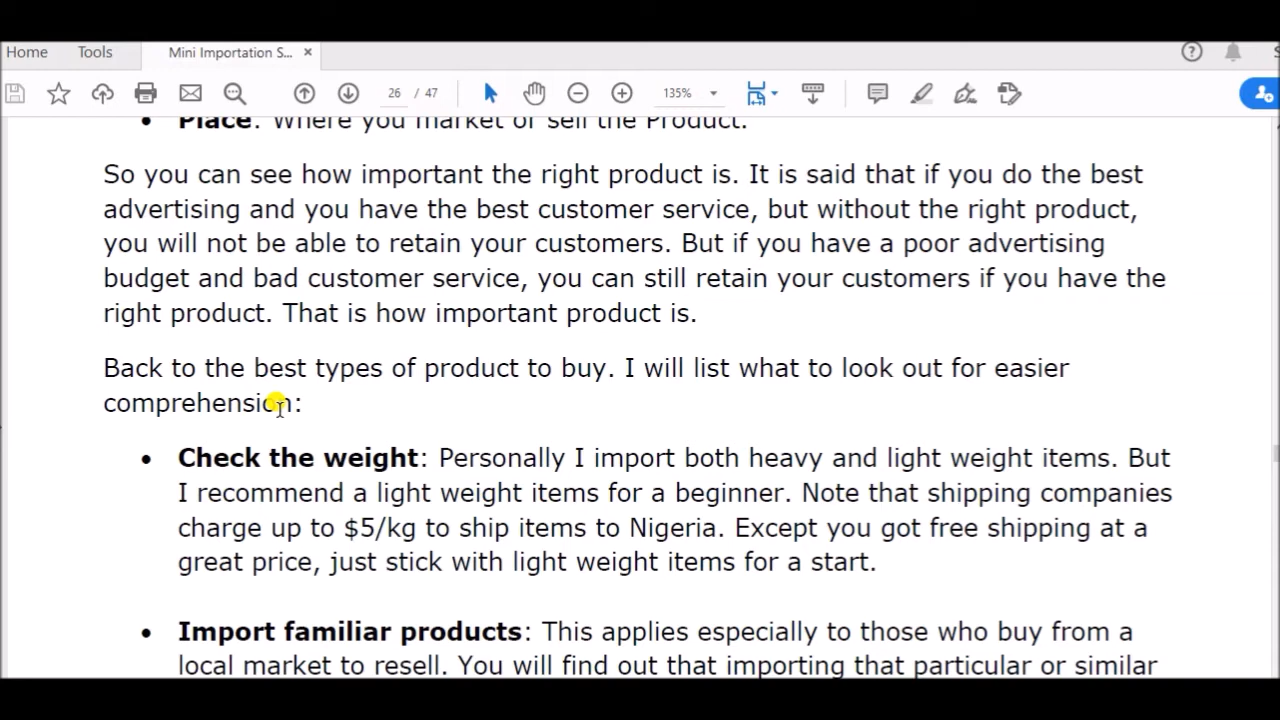 Home Tools Mini Importation S... ×
26 / 47 135%
• Place: Where you market or sell the Product.
So you can see how important the right product is. It is said that if you do the best
advertising and you have the best customer service, but without the right product,
you will not be able to retain your customers. But if you have a poor advertising
budget and bad customer service, you can still retain your customers if you have the
right product. That is how important product is.
Back to the best types of product to buy. I will list what to look out for easier
comprehension:
• Check the weight: Personally I import both heavy and light weight items. But
I recommend a light weight items for a beginner. Note that shipping companies
charge up to $5/kg to ship items to Nigeria. Except you got free shipping at a
great price, just stick with light weight items for a start.
• Import familiar products: This applies especially to those who buy from a
local market to resell. You will find out that importing that particular or similar